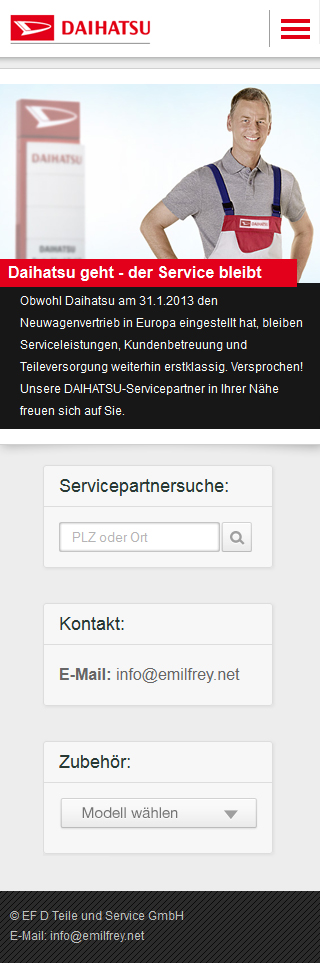 DAIHATSU
DAIHATSU
Daihatsu geht - der Service bleibt
Obwohl Daihatsu am 31.1.2013 den
Neuwagenvertrieb in Europa eingestellt hat, bleiben
Serviceleistungen, Kundenbetreuung und
Teileversorgung weiterhin erstklassig. Versprochen!
Unsere DAIHATSU-Servicepartner in Ihrer Nähe
freuen sich auf Sie.
Servicepartnersuche:
PLZ oder Ort
Kontakt:
E-Mail: info@emilfrey.net
Zubehör:
Modell wählen
© EF D Teile und Service GmbH
E-Mail: info@emilfrey.net